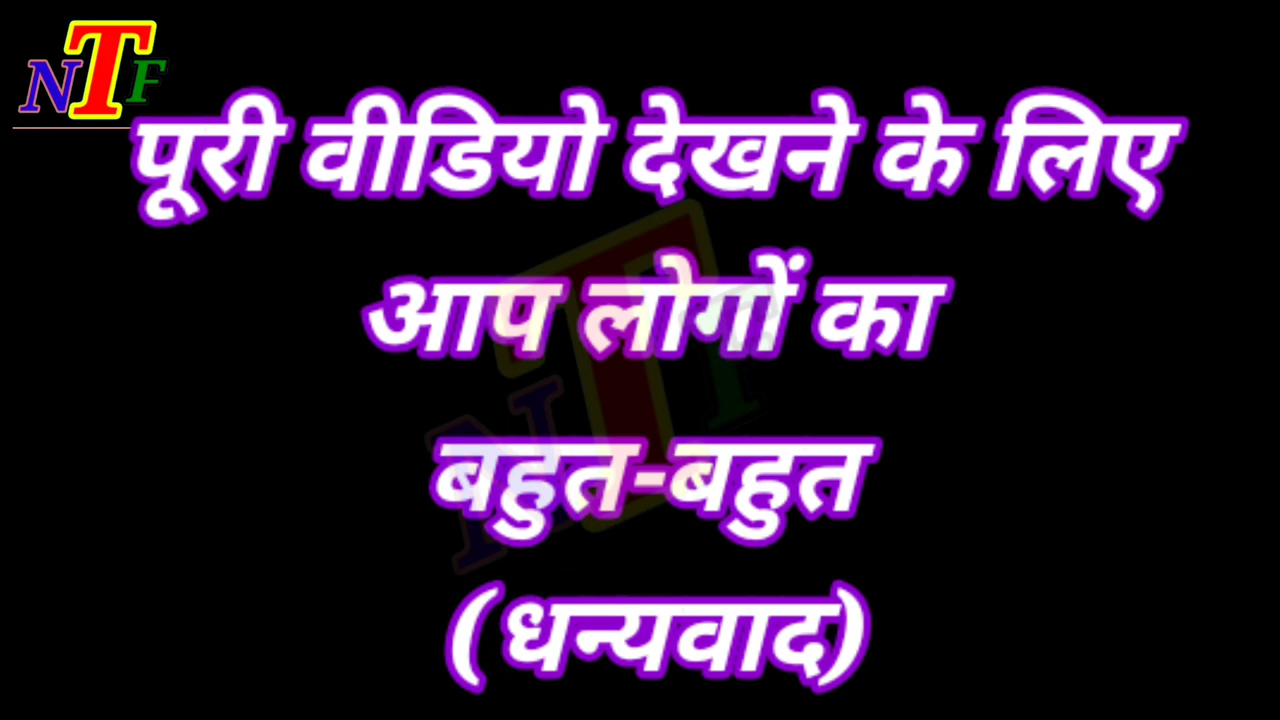 NTF
पूरी वीडियो देखने के लिए
आप लोगों का
बहुत-बहुत
(धन्यवाद)